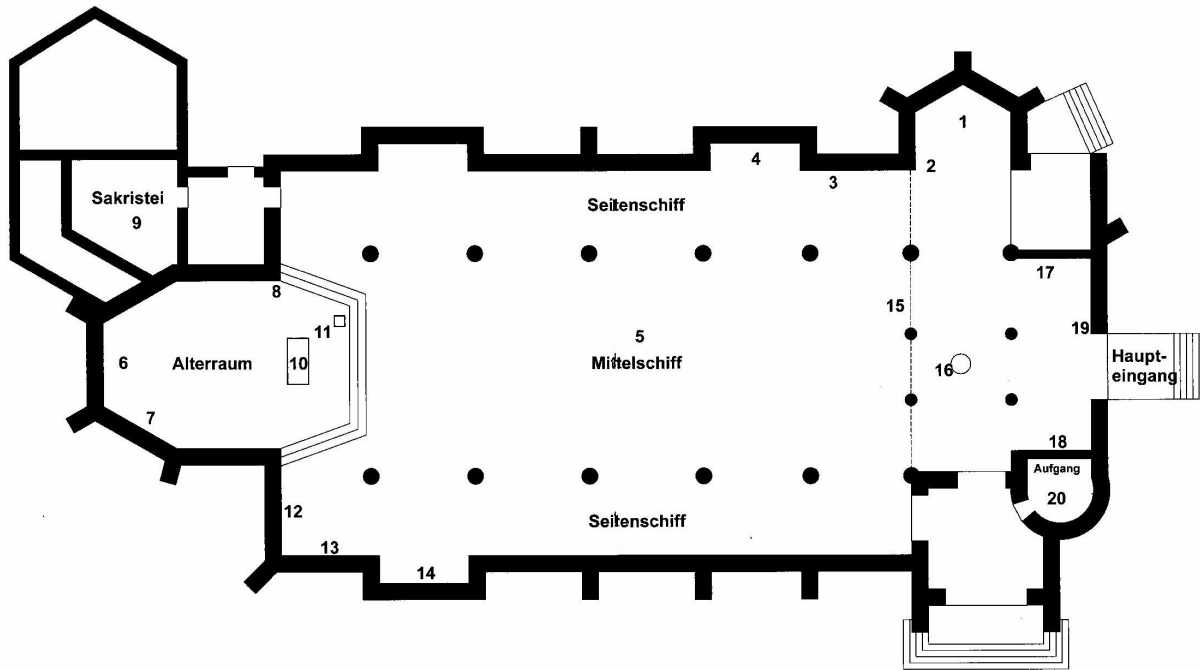 1
2
4
3
Sakristei
9
Seitenschiff
17
8
15
11
19
5
6
Alterraum
10
Mittelschiff
16
Haupt-
eingang
7
18
Aufgang
20
12
Seitenschiff
13
14